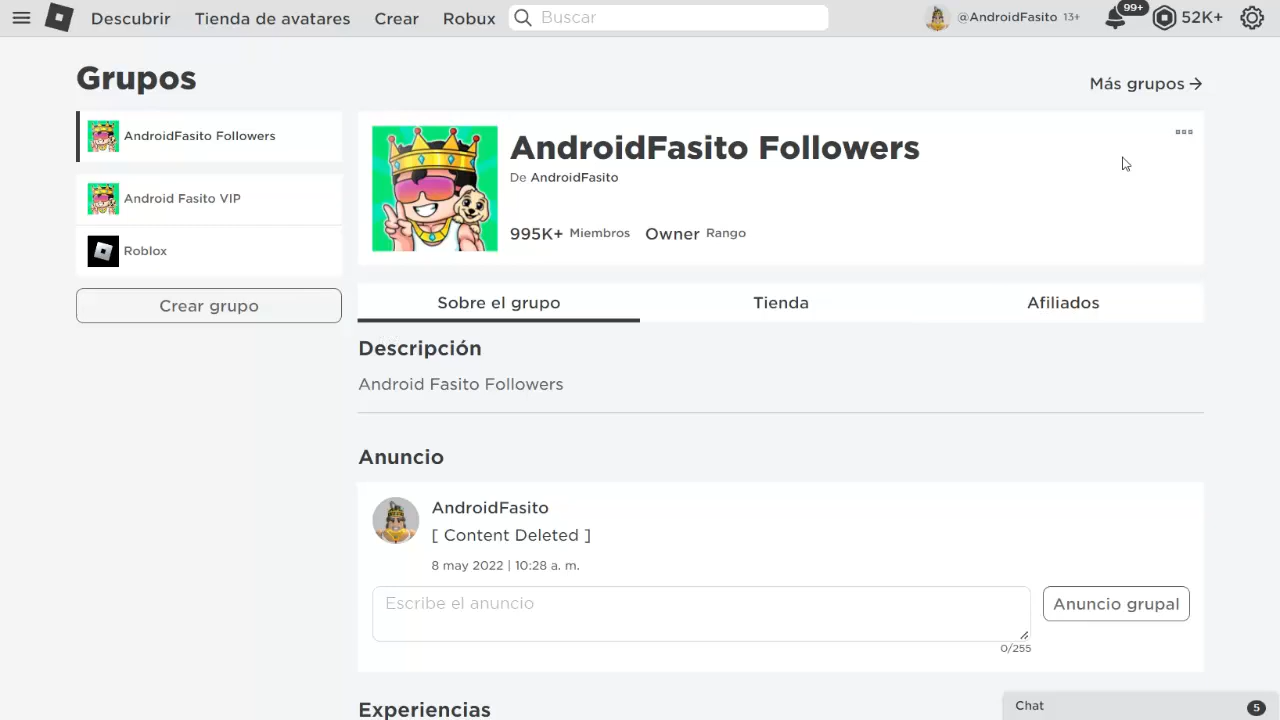 Descubrir Tienda de avatares Crear Robux Buscar @AndroidFasito 13+ 99+ 52K+
Grupos
Más grupos →
AndroidFasito Followers
Android Fasito VIP
Roblox
Crear grupo
AndroidFasito Followers
De AndroidFasito
995K+ Miembros Owner Rango
Sobre el grupo Tienda Afiliados
Descripción
Android Fasito Followers
Anuncio
AndroidFasito
[ Content Deleted ]
8 may 2022 | 10:28 a. m.
Escribe el anuncio
Anuncio grupal
0/255
Experiencias
Chat 5